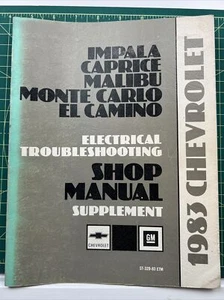 IMPALA
CAPRICE
MALIBU
MONTE CARLO
EL CAMINO
ELECTRICAL
TROUBLESHOOTING
SHOP
MANUAL
SUPPLEMENT
CHEVROLET
GM
1983 CHEVROLET